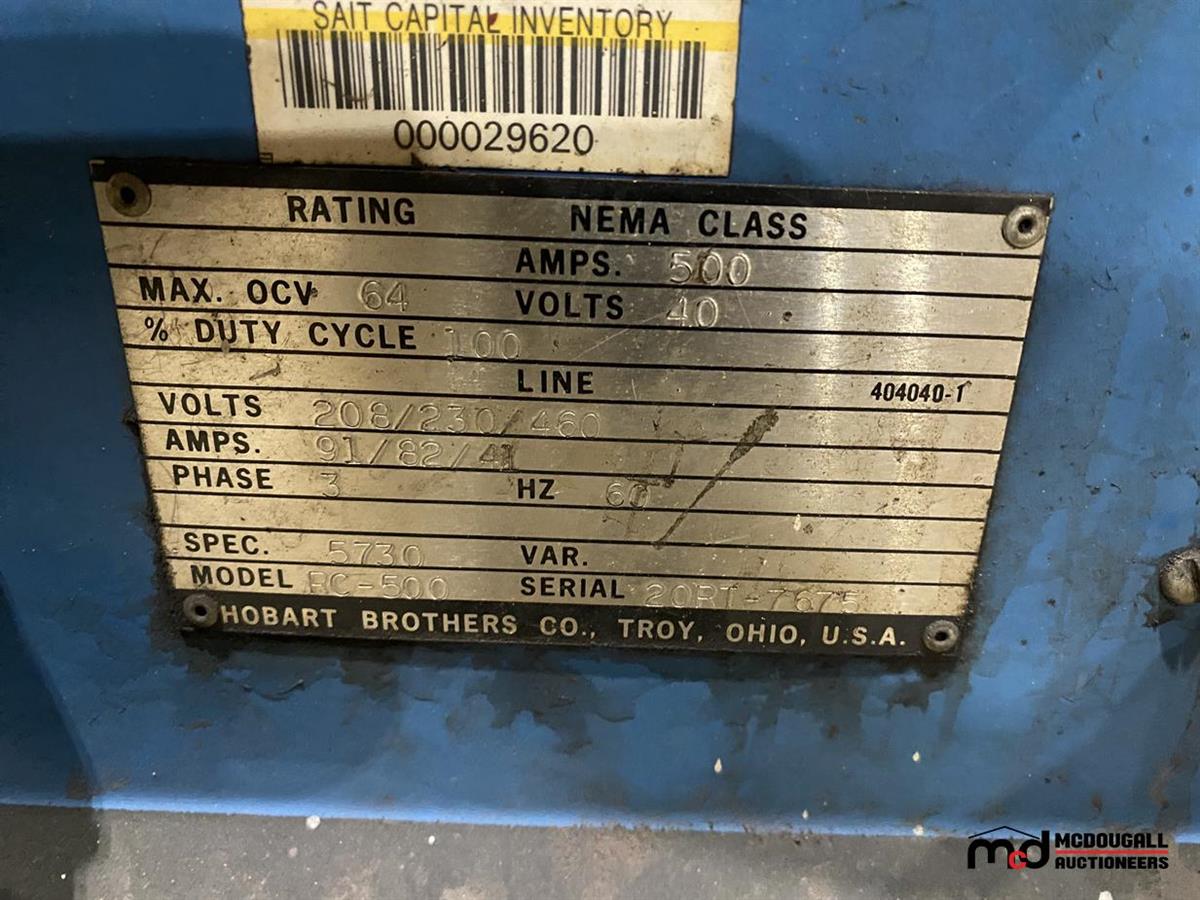 SAIT CAPITAL INVENTORY
000029620
RATING NEMA CLASS
AMPS. 500
MAX. OCV 64 VOLTS 40
% DUTY CYCLE 100
LINE 404040-1
VOLTS 208/230/460
AMPS. 91/82/41
PHASE 3 HZ 60
SPEC. 5730 VAR.
MODEL RC-500 SERIAL 20RT-7675
HOBART BROTHERS CO., TROY, OHIO, U.S.A.
mcd MCDOUGALL
AUCTIONEERS